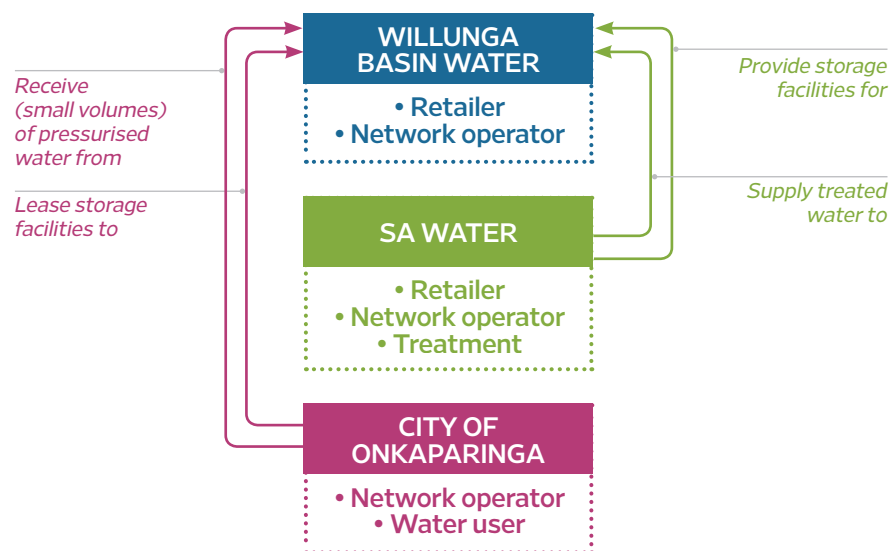 WILLUNGA
BASIN WATER
• Retailer
• Network operator
Receive
(small volumes)
of pressurised
water from
Lease storage
facilities to
Provide storage
facilities for
Supply treated
water to
SA WATER
• Retailer
• Network operator
• Treatment
CITY OF
ONKAPARINGA
• Network operator
• Water user